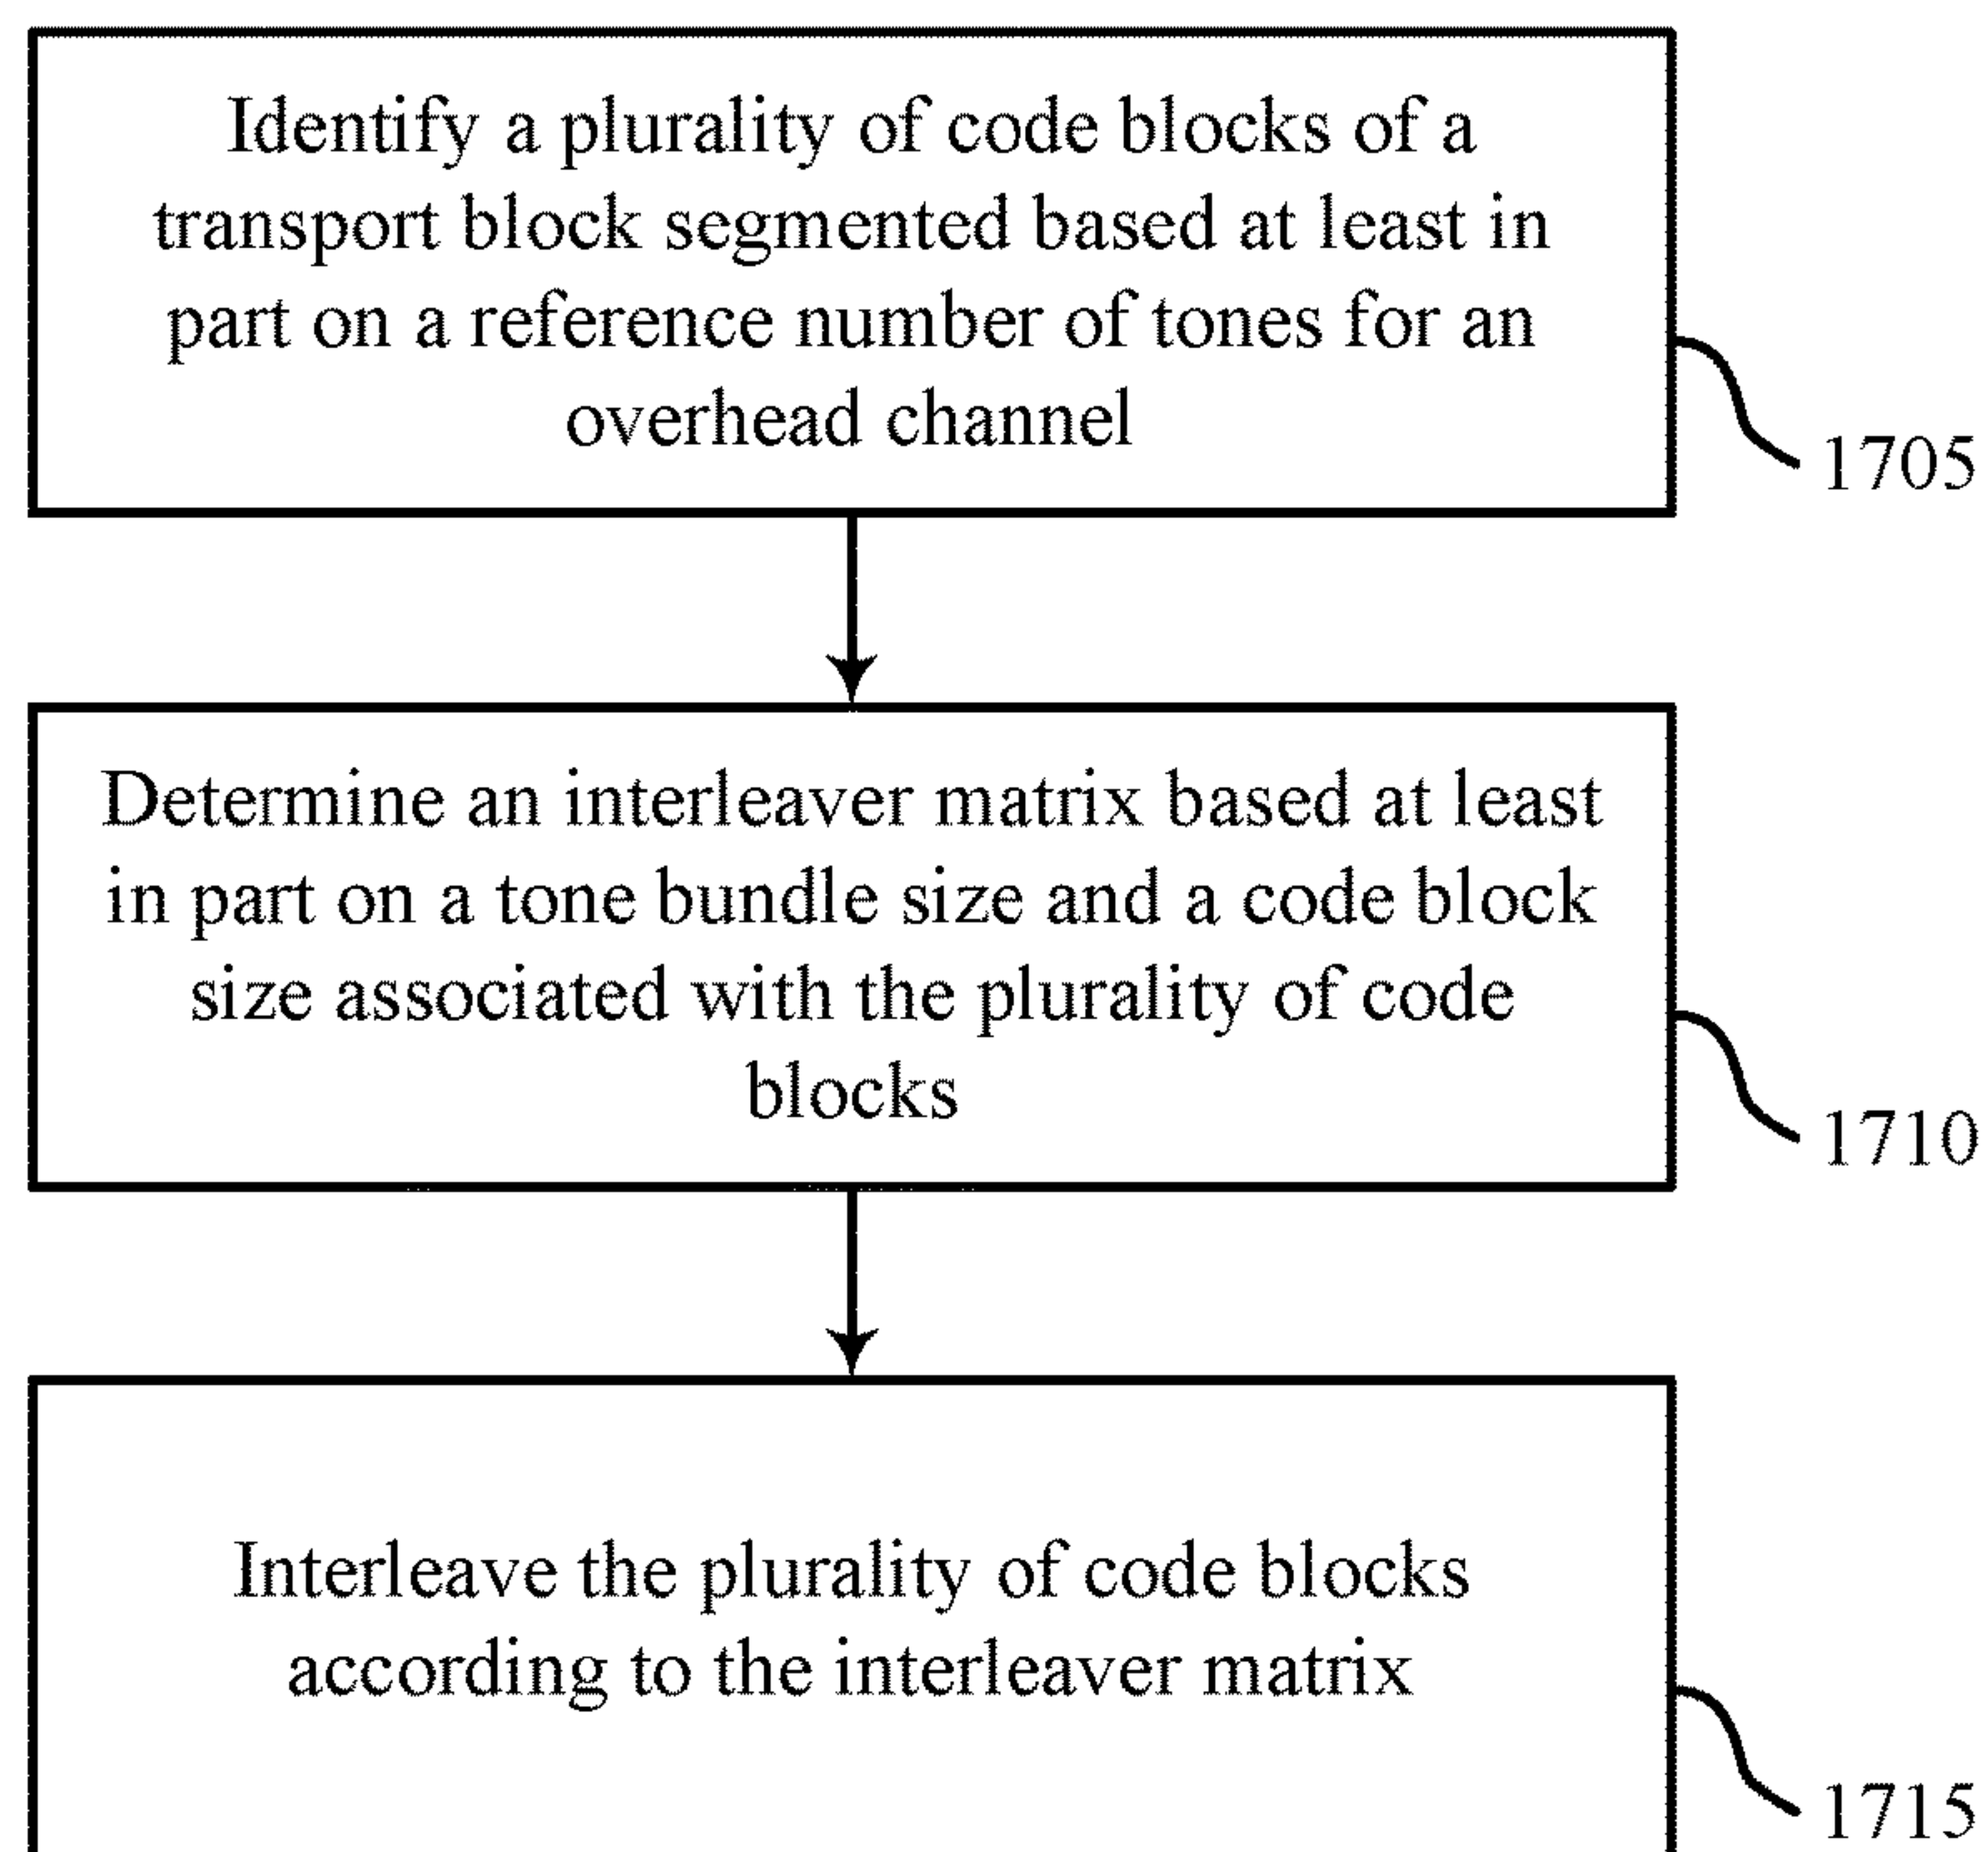 Identify a plurality of code blocks of a
transport block segmented based at least in
part on a reference number of tones for an
overhead channel
1705
Determine an interleaver matrix based at least
in part on a tone bundle size and a code block
size associated with the plurality of code
blocks
1710
Interleave the plurality of code blocks
according to the interleaver matrix
1715